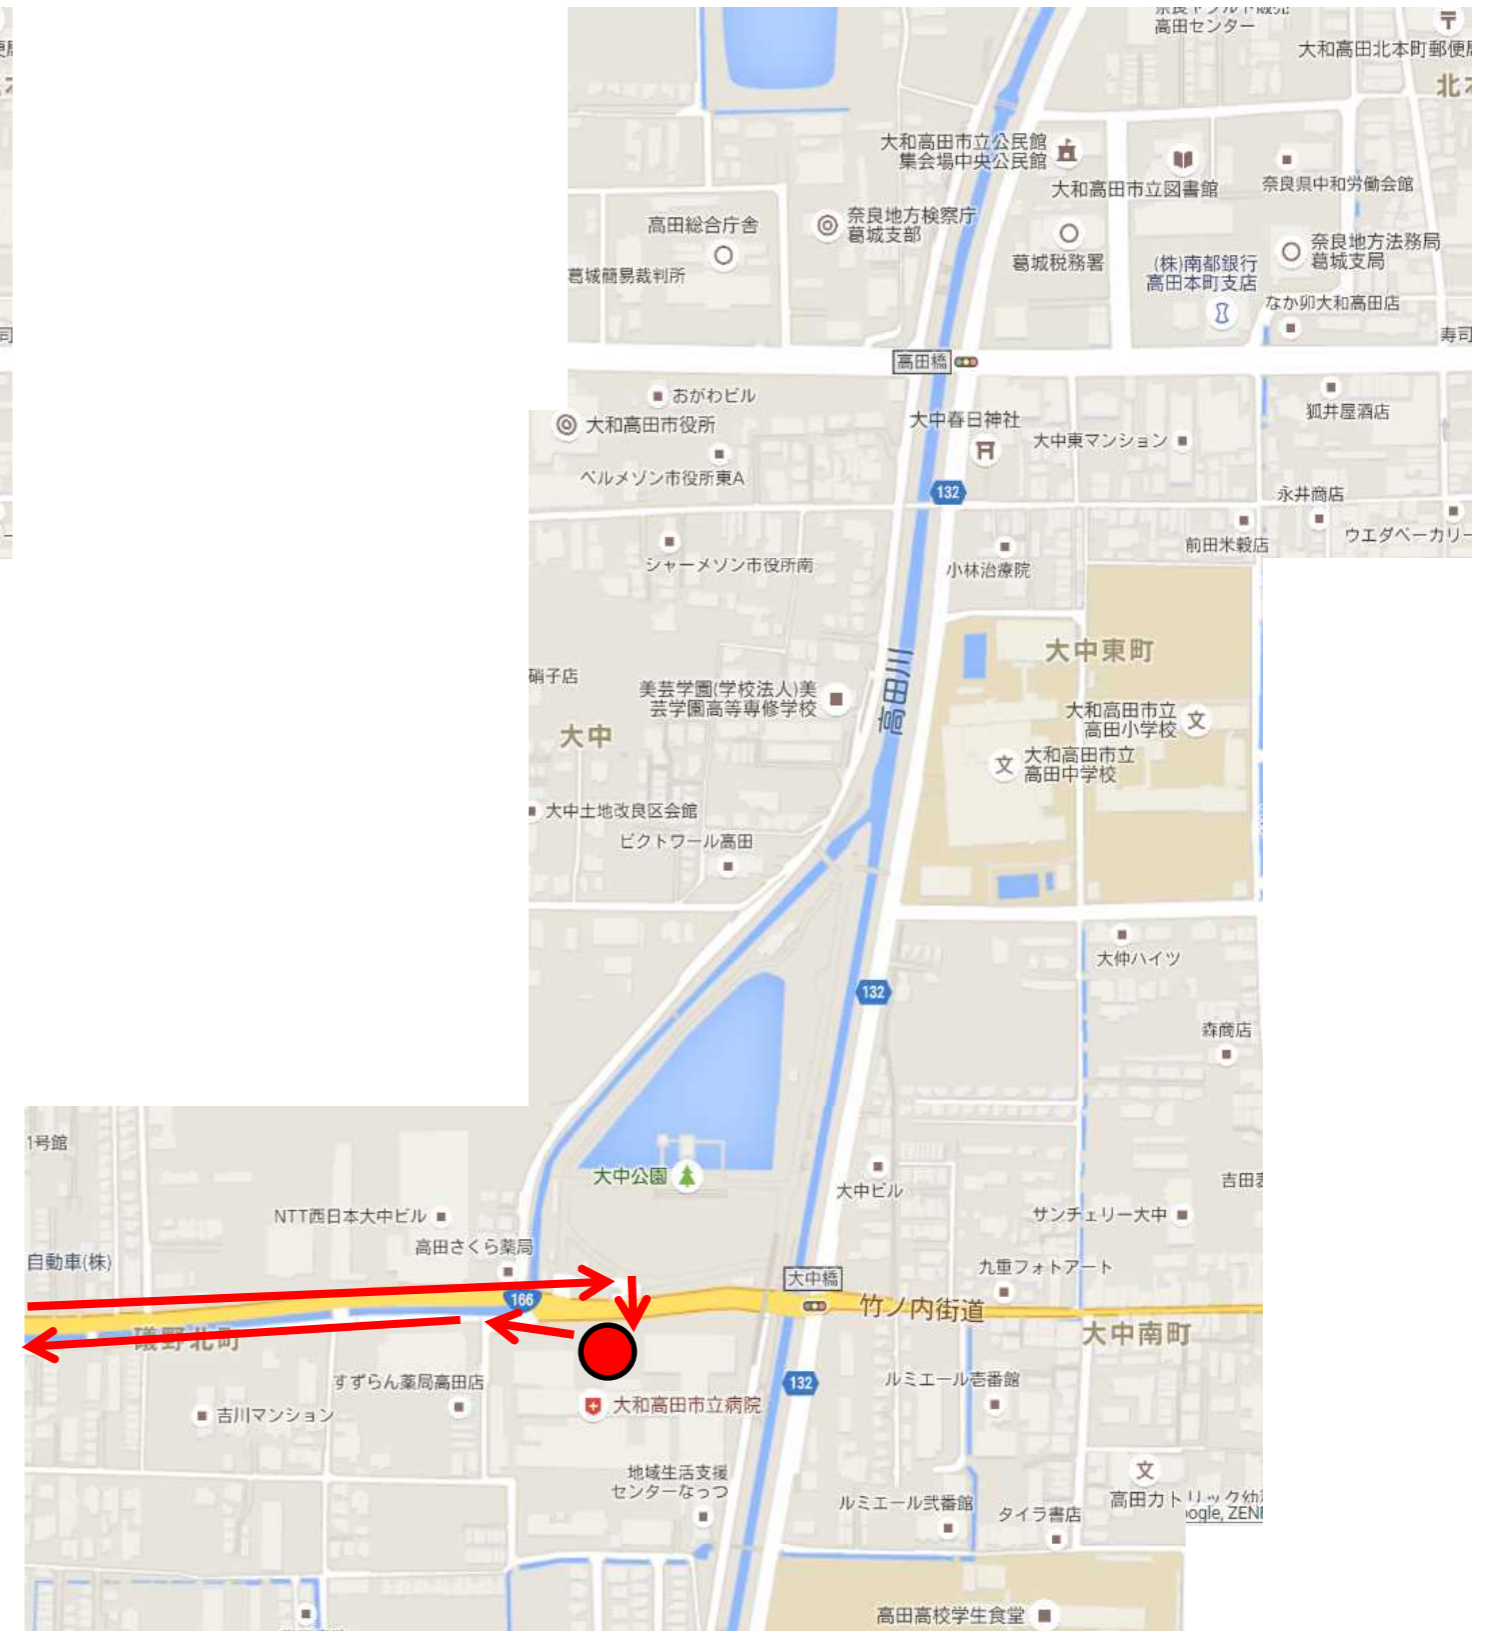 高田センター
大和高田北本町郵便
大和高田市立公民館
集会場中央公民館
大和高田市立図書館
奈良県中和労働会館
高田総合庁舎
奈良地方検察庁
葛城支部
葛城税務署
(株)南都銀行
高田本町支店
奈良地方法務局
葛城支局
葛城簡易裁判所
なか卯大和高田店
寿司
高田橋
おがわビル
大和高田市役所
ベルメゾン市役所東A
大中春日神社
大中東マンション
狐井屋酒店
132
永井商店
ウエダベーカリー
前田米穀店
シャーメゾン市役所南
小林治療院
大中東町
硝子店
美芸学園(学校法人)美
芸学園高等専修学校
高田川
大和高田市立
高田小学校
大和高田市立
高田中学校
大中
大中土地改良区会館
ビクトワール高田
大仲ハイツ
132
森商店
1号館
大中公園
大中ビル
吉田
サンチェリー大中
NTT西日本大中ビル
高田さくら薬局
自動車(株)
九重フォトアート
大中橋
166
竹ノ内街道
大中南町
礒野北町
すずらん薬局高田店
132
ルミエール壱番館
吉川マンション
大和高田市立病院
地域生活支援
センターなっつ
ルミエール弐番館
タイラ書店
高田カトリック幼
ogle, ZEN
高田高校学生食堂